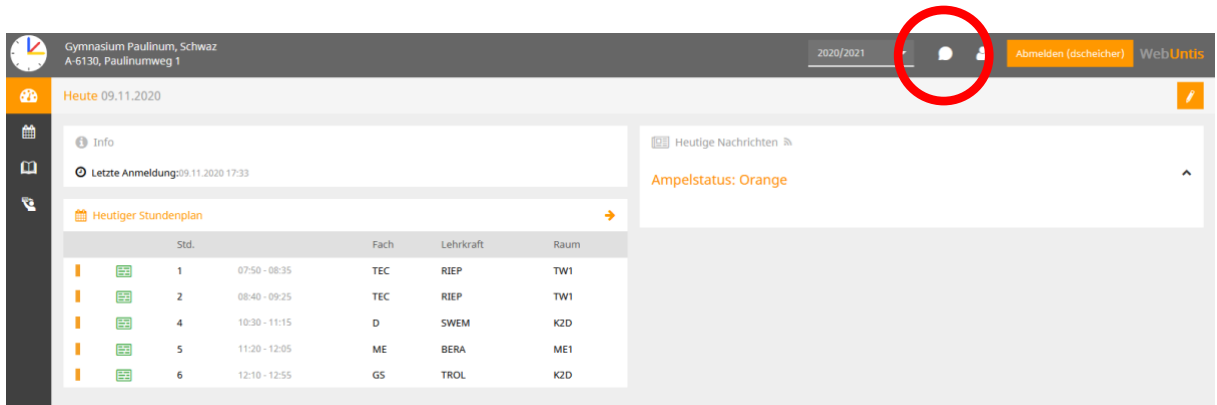 Gymnasium Paulinum, Schwaz
A-6130, Paulinumweg 1
2020/2021
Abmelden (dscheicher)
WebUntis
Heute 09.11.2020
Info
Letzte Anmeldung:09.11.2020 17:33
Heutige Nachrichten
Ampelstatus: Orange
Heutiger Stundenplan
Std. Fach Lehrkraft Raum
1 07:50 - 08:35 TEC RIEP TW1
2 08:40 - 09:25 TEC RIEP TW1
4 10:30 - 11:15 D SWEM K2D
5 11:20 - 12:05 ME BERA ME1
6 12:10 - 12:55 GS TROL K2D